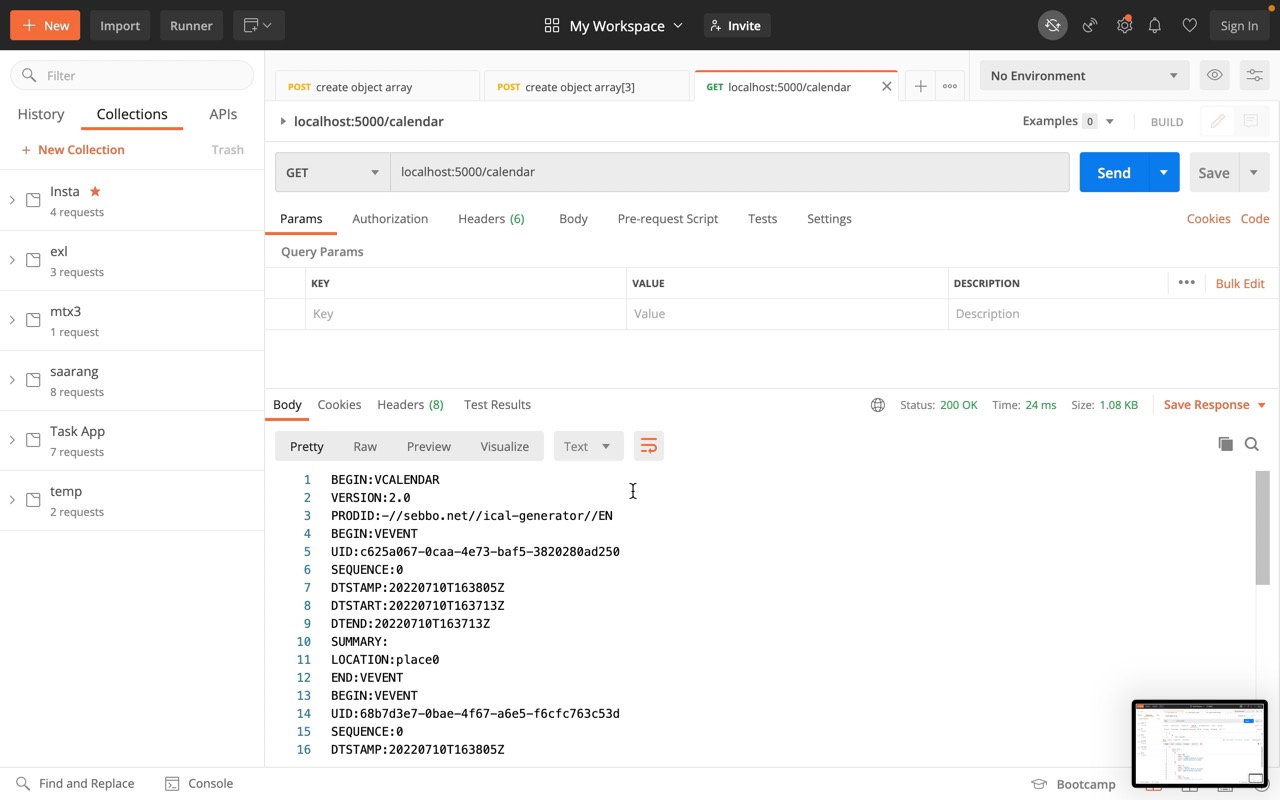 New
Import
Runner
My Workspace
Invite
Sign In
Filter
History
Collections
APIs
+ New Collection
Trash
Insta
4 requests
exl
3 requests
mtx3
1 request
saarang
8 requests
Task App
7 requests
temp
2 requests
POST create object array
POST create object array[3]
GET localhost:5000/calendar
No Environment
localhost:5000/calendar
Examples 0
BUILD
GET
localhost:5000/calendar
Send
Save
Params
Authorization
Headers (6)
Body
Pre-request Script
Tests
Settings
Cookies
Code
Query Params
KEY
VALUE
DESCRIPTION
Bulk Edit
Key
Value
Description
Body
Cookies
Headers (8)
Test Results
Status: 200 OK
Time: 24 ms
Size: 1.08 KB
Save Response
Pretty
Raw
Preview
Visualize
Text
1 BEGIN:VCALENDAR
2 VERSION:2.0
3 PRODID:-//sebbo.net//ical-generator//EN
4 BEGIN:VEVENT
5 UID:c625a067-0caa-4e73-baf5-3820280ad250
6 SEQUENCE:0
7 DTSTAMP:20220710T163805Z
8 DTSTART:20220710T163713Z
9 DTEND:20220710T163713Z
10 SUMMARY:
11 LOCATION:place0
12 END:VEVENT
13 BEGIN:VEVENT
14 UID:68b7d3e7-0bae-4f67-a6e5-f6cfc763c53d
15 SEQUENCE:0
16 DTSTAMP:20220710T163805Z
Find and Replace
Console
Bootcamp